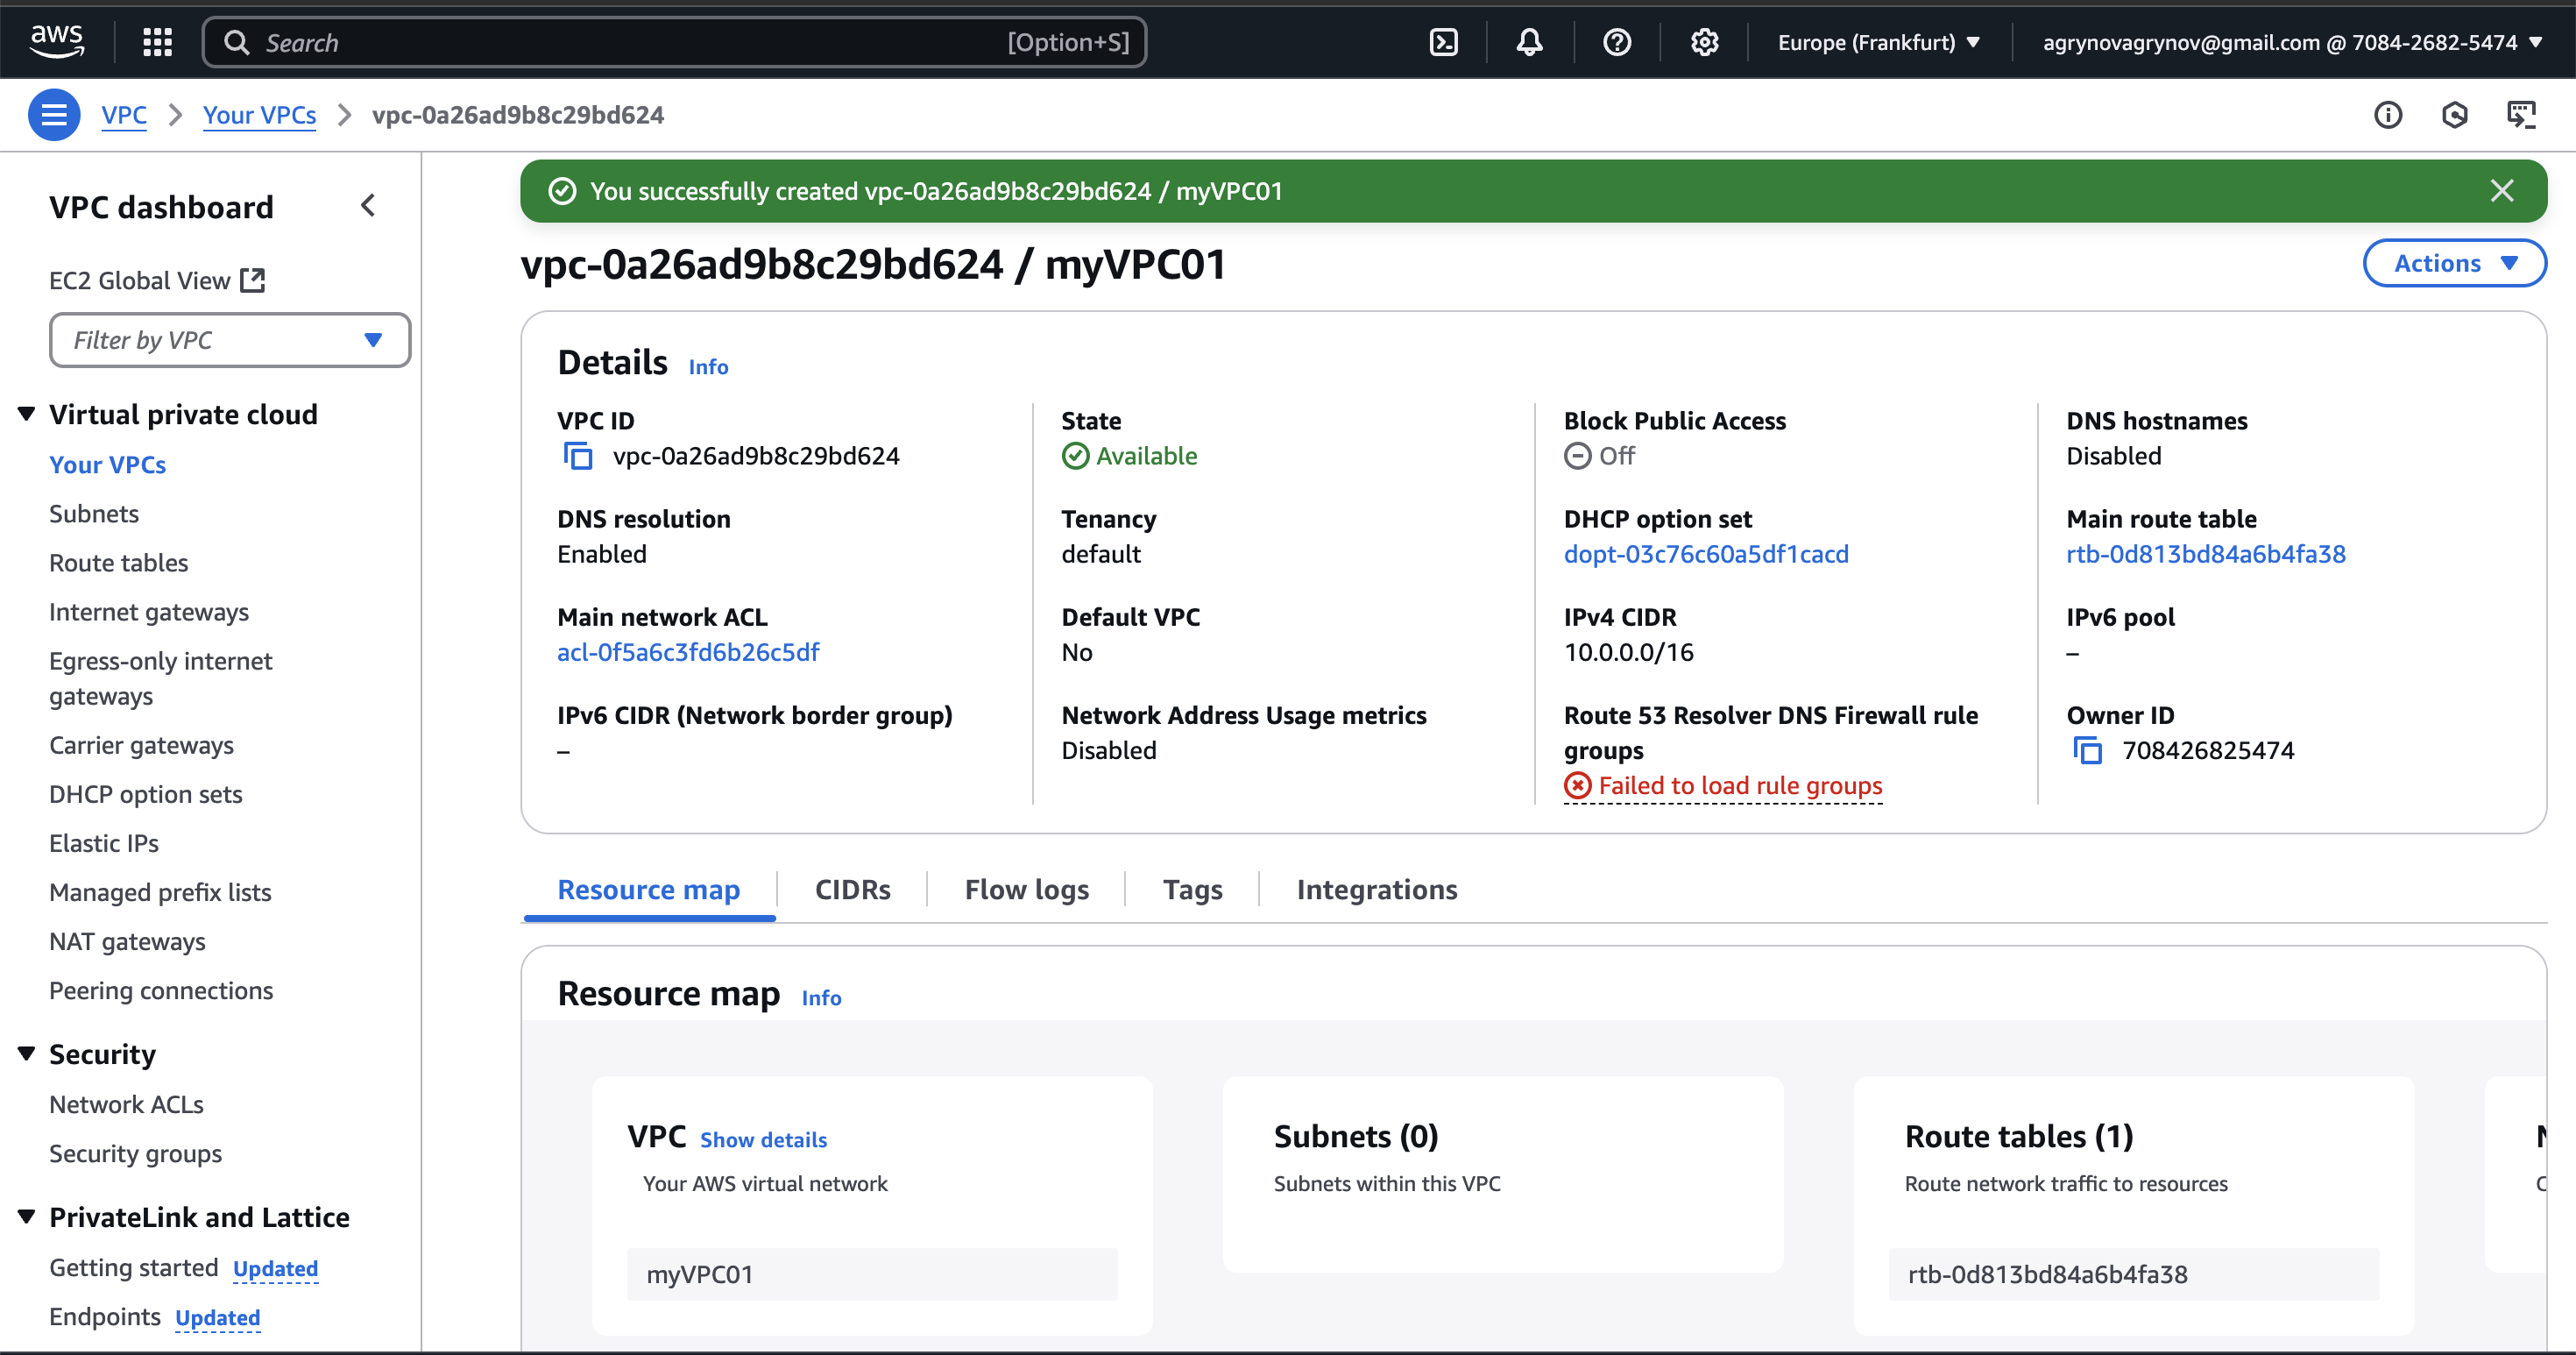 aws
Search [Option+S]
Europe (Frankfurt)
agrynovagrynov@gmail.com @ 7084-2682-5474
VPC
Your VPCs
vpc-0a26ad9b8c29bd624
VPC dashboard
EC2 Global View
Filter by VPC
Virtual private cloud
Your VPCs
Subnets
Route tables
Internet gateways
Egress-only internet
gateways
Carrier gateways
DHCP option sets
Elastic IPs
Managed prefix lists
NAT gateways
Peering connections
Security
Network ACLs
Security groups
PrivateLink and Lattice
Getting started Updated
Endpoints Updated
You successfully created vpc-0a26ad9b8c29bd624 / myVPC01
vpc-0a26ad9b8c29bd624 / myVPC01
Actions
Details Info
VPC ID
vpc-0a26ad9b8c29bd624
State
Available
Block Public Access
Off
DNS hostnames
Disabled
DNS resolution
Enabled
Tenancy
default
DHCP option set
dopt-03c76c60a5df1cacd
Main route table
rtb-0d813bd84a6b4fa38
Main network ACL
acl-0f5a6c3fd6b26c5df
Default VPC
No
IPv4 CIDR
10.0.0.0/16
IPv6 pool
–
IPv6 CIDR (Network border group)
–
Network Address Usage metrics
Disabled
Route 53 Resolver DNS Firewall rule
groups
Failed to load rule groups
Owner ID
708426825474
Resource map
CIDRs
Flow logs
Tags
Integrations
Resource map Info
VPC Show details
Your AWS virtual network
myVPC01
Subnets (0)
Subnets within this VPC
Route tables (1)
Route network traffic to resources
rtb-0d813bd84a6b4fa38